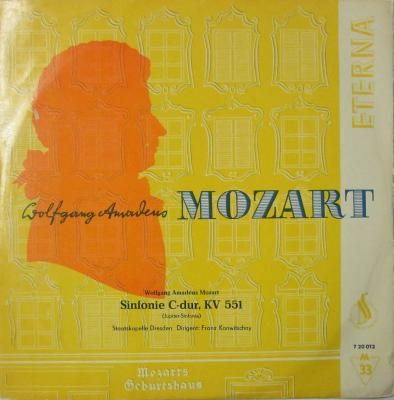 ETERNA
Wolfgang Amadeus MOZART
Wolfgang Amadeus Mozart
Sinfonie C-dur, KV 551
(Jupiter-Sinfonie)
Staatskapelle Dresden Dirigent: Franz Konwitschny
7 20 012
M
33
Mozarts
Geburtshaus